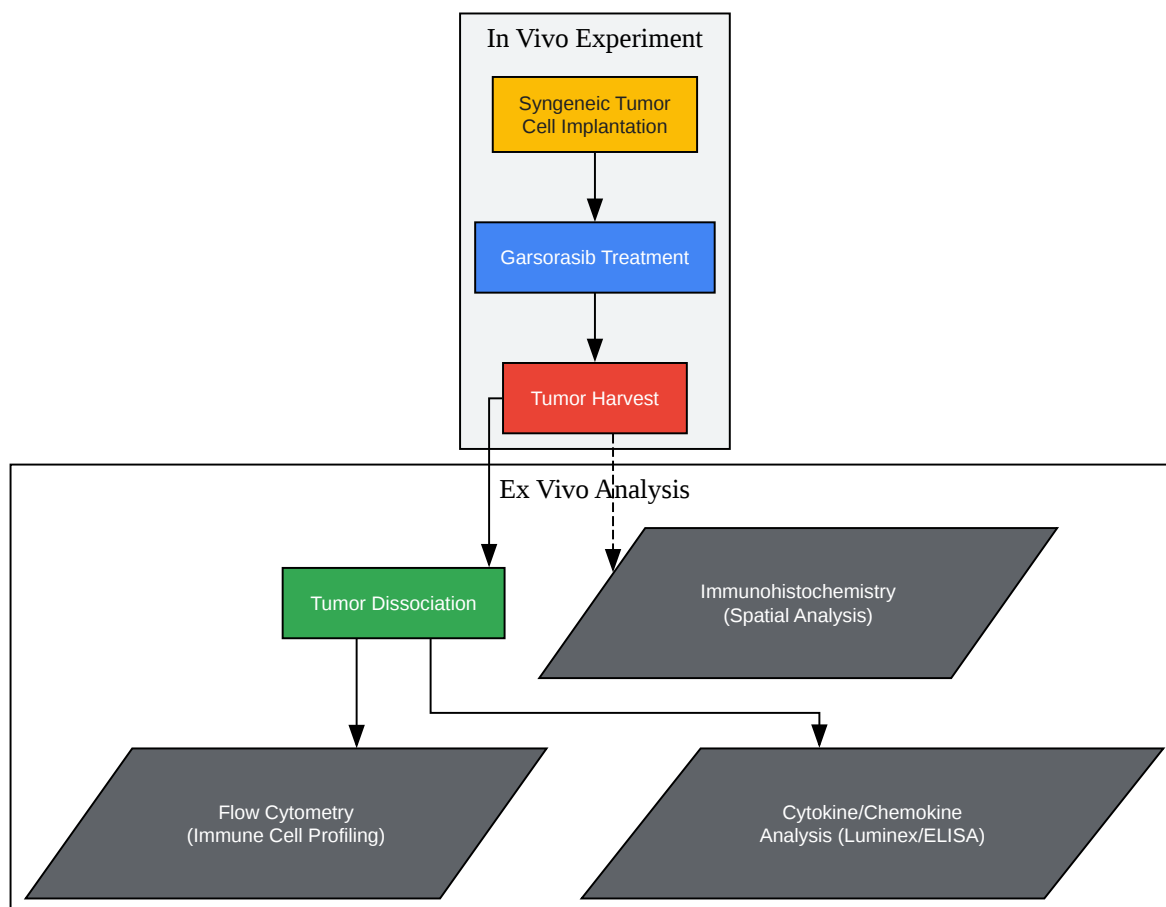 In Vivo Experiment
Syngeneic Tumor
Cell Implantation
Garsorasib Treatment
Tumor Harvest
Ex Vivo Analysis
Tumor Dissociation
Immunohistochemistry
(Spatial Analysis)
Flow Cytometry
(Immune Cell Profiling)
Cytokine/Chemokine
Analysis (Luminex/ELISA)